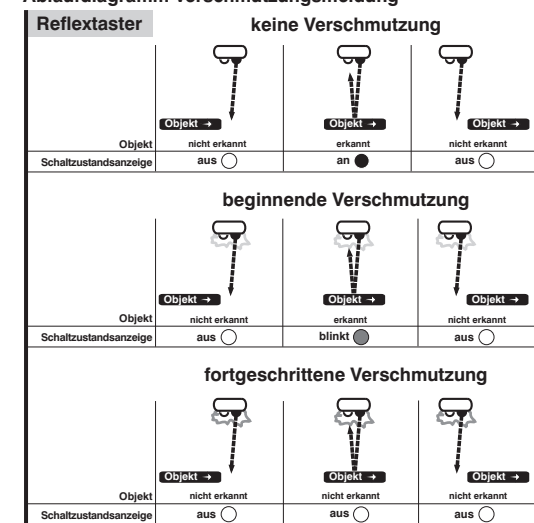 Ablaufdiagramm Verschmutzungsmeldung
Reflextaster
keine Verschmutzung
Objekt → Objekt → Objekt →
Objekt nicht erkannt erkannt nicht erkannt
Schaltzustandsanzeige aus an aus
beginnende Verschmutzung
Objekt → Objekt → Objekt →
Objekt nicht erkannt erkannt nicht erkannt
Schaltzustandsanzeige aus blinkt aus
fortgeschrittene Verschmutzung
Objekt → Objekt → Objekt →
Objekt nicht erkannt nicht erkannt nicht erkannt
Schaltzustandsanzeige aus aus aus